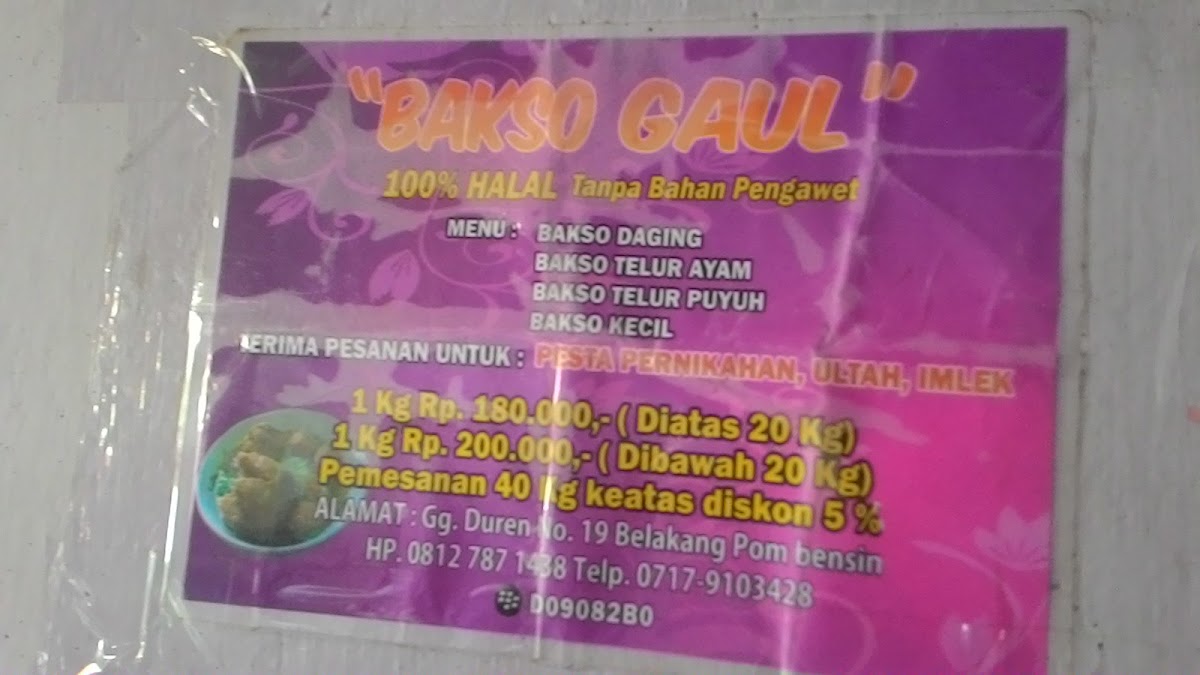 "BAKSO GAUL"
100% HALAL Tanpa Bahan Pengawet
MENU : BAKSO DAGING
BAKSO TELUR AYAM
BAKSO TELUR PUYUH
BAKSO KECIL
TERIMA PESANAN UNTUK : PESTA PERNIKAHAN, ULTAH, IMLEK
1 Kg Rp. 180.000,- ( Diatas 20 Kg)
1 Kg Rp. 200.000,- ( Dibawah 20 Kg)
Pemesanan 40 Kg keatas diskon 5 %
ALAMAT : Gg. Duren No. 19 Belakang Pom bensin
HP. 0812 787 1438 Telp. 0717-9103428
D09082B0